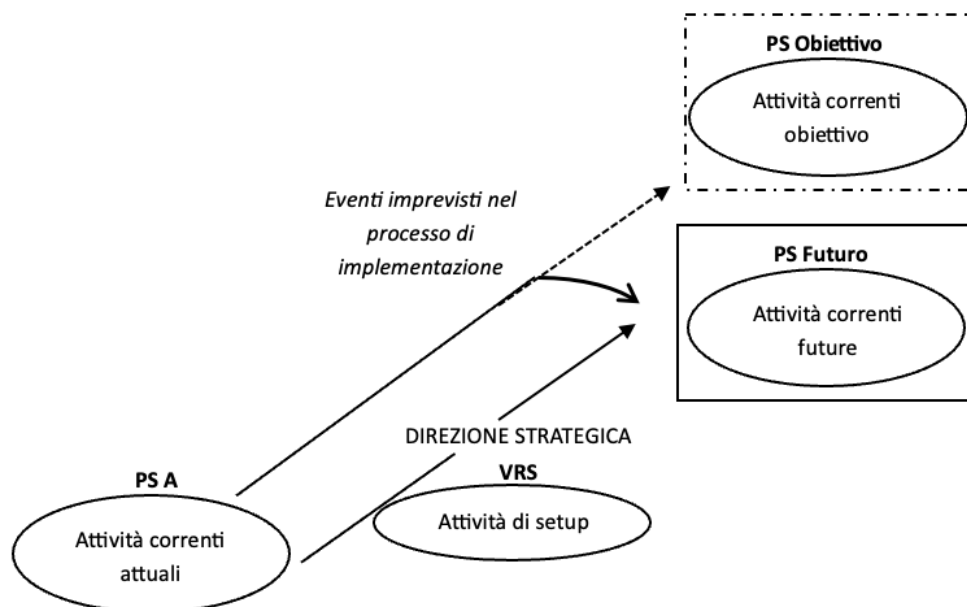 PS Obiettivo
Attività correnti
obiettivo
Eventi imprevisti nel
processo di
implementazione
PS Futuro
Attività correnti
future
DIREZIONE STRATEGICA
VRS
Attività di setup
PS A
Attività correnti
attuali